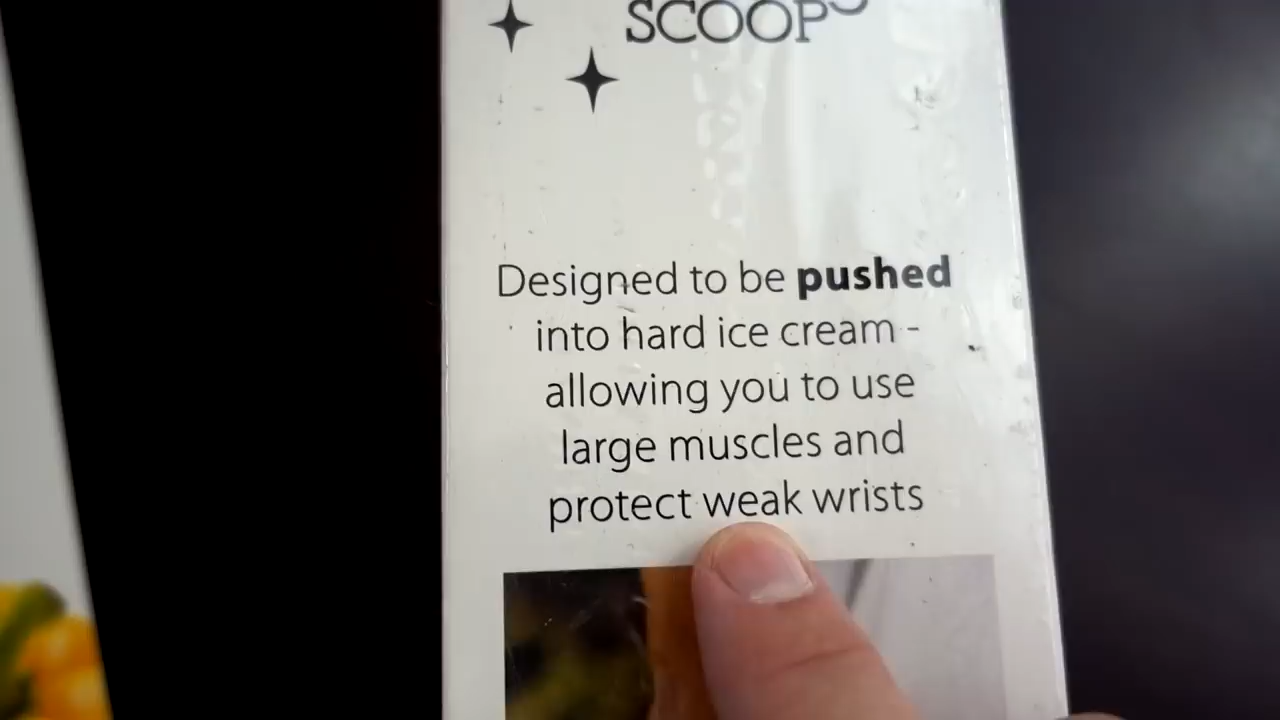 SCOOP
Designed to be pushed
into hard ice cream -
allowing you to use
large muscles and
protect weak wrists